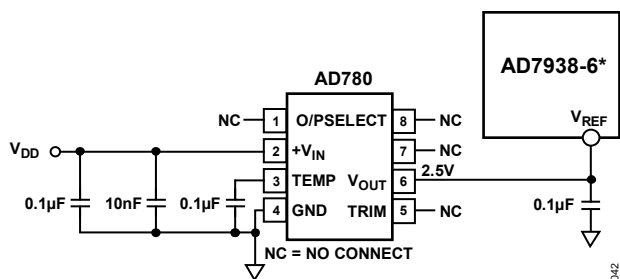 AD780
AD7938-6*
NC
1
O/PSELECT
8
NC
VREF
VDD
2
+VIN
7
NC
0.1µF
10nF
0.1µF
3
TEMP
VOUT
6
2.5V
4
GND
TRIM
5
NC
0.1µF
NC = NO CONNECT
042